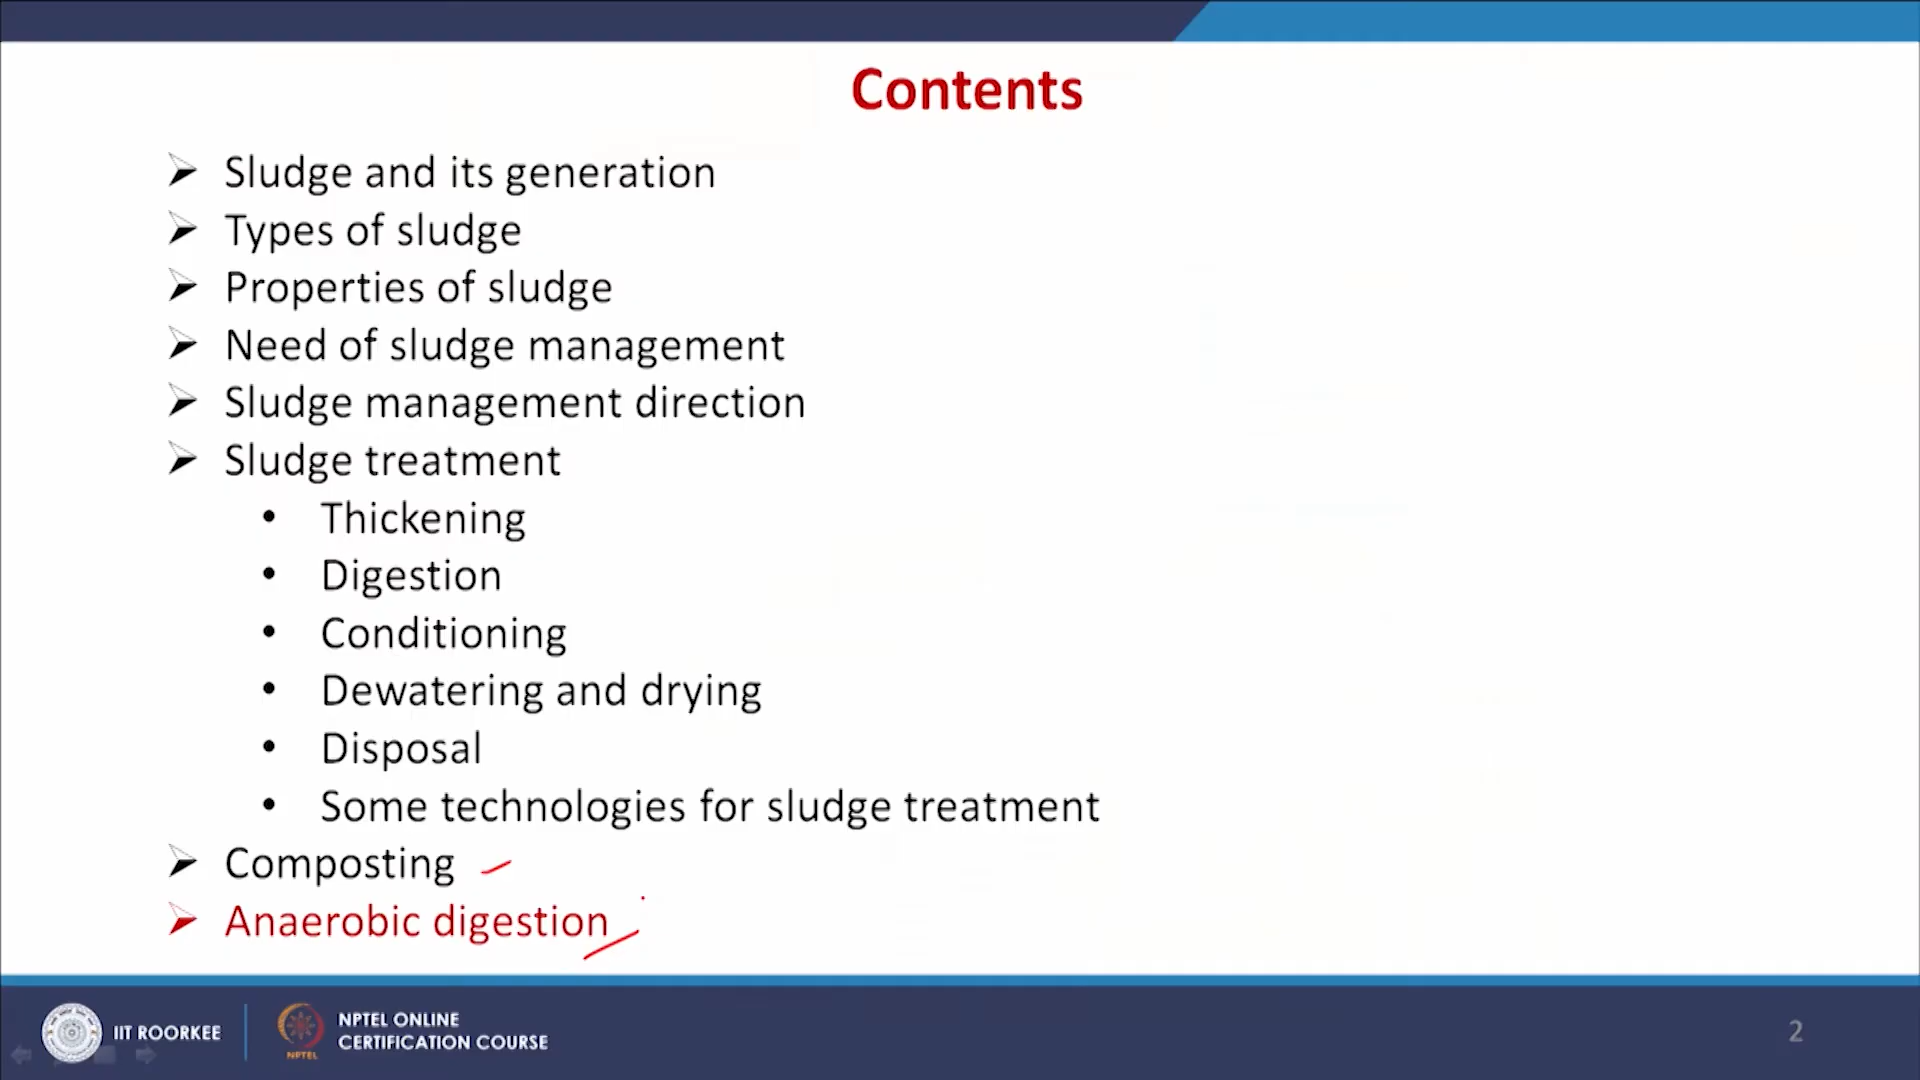 Contents
➢ Sludge and its generation
➢ Types of sludge
➢ Properties of sludge
➢ Need of sludge management
➢ Sludge management direction
➢ Sludge treatment
• Thickening
• Digestion
• Conditioning
• Dewatering and drying
• Disposal
• Some technologies for sludge treatment
➢ Composting
➢ Anaerobic digestion
IIT ROORKEE
NPTEL
NPTEL ONLINE
CERTIFICATION COURSE
2